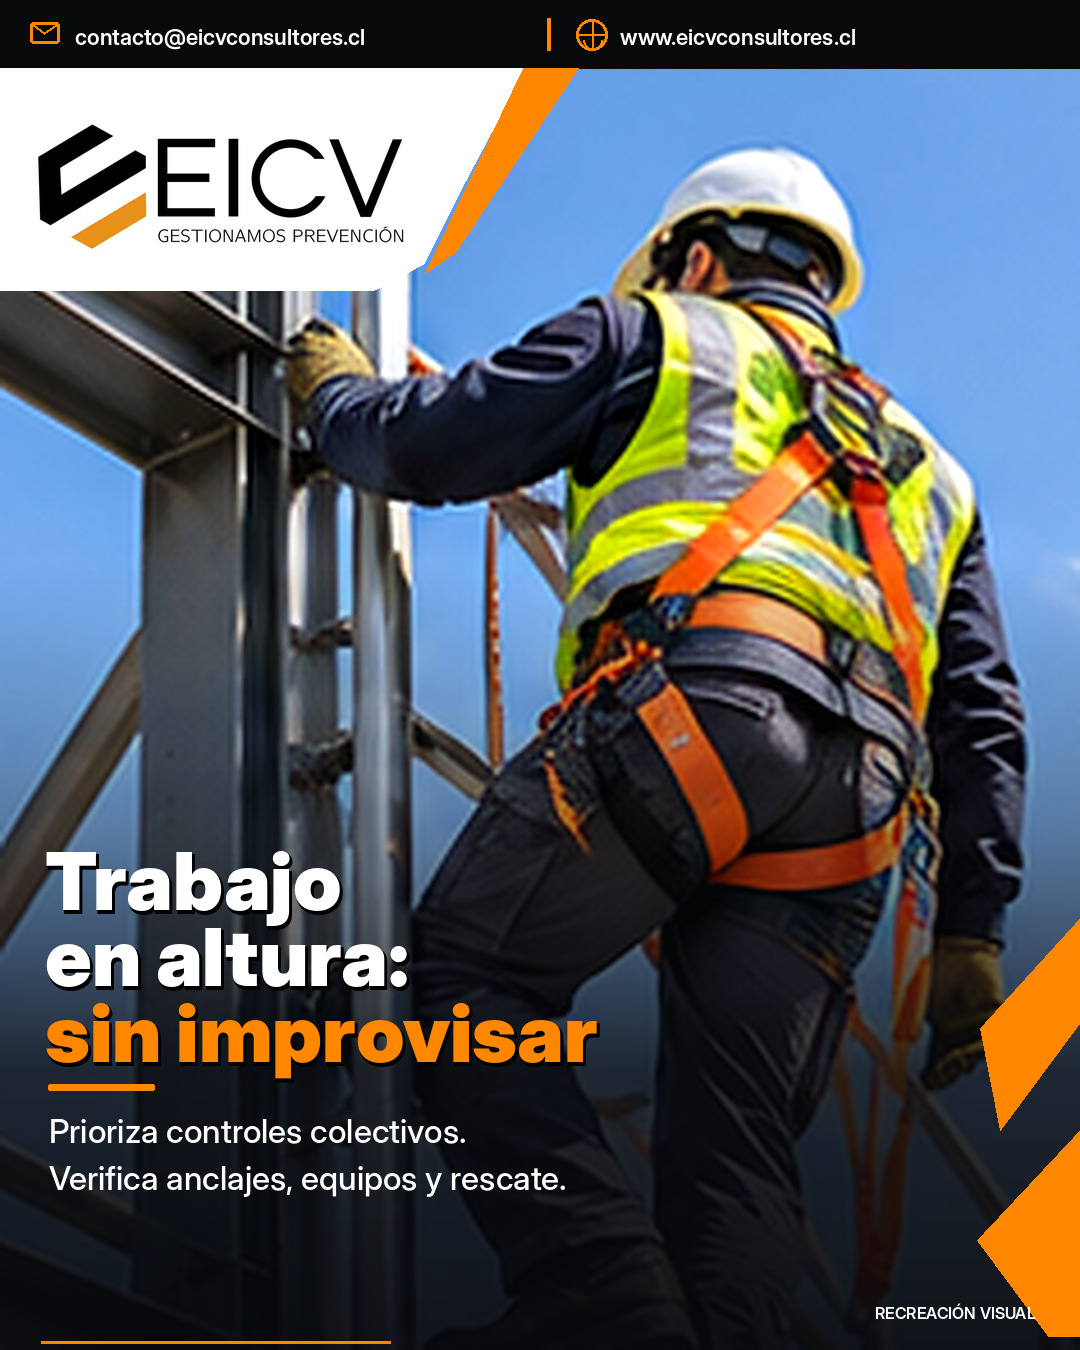 contacto@eicvconsultores.cl
www.eicvconsultores.cl
EICV
GESTIONAMOS PREVENCIÓN
Trabajo
en altura:
sin improvisar
Prioriza controles colectivos.
Verifica anclajes, equipos y rescate.
RECREACIÓN VISUAL